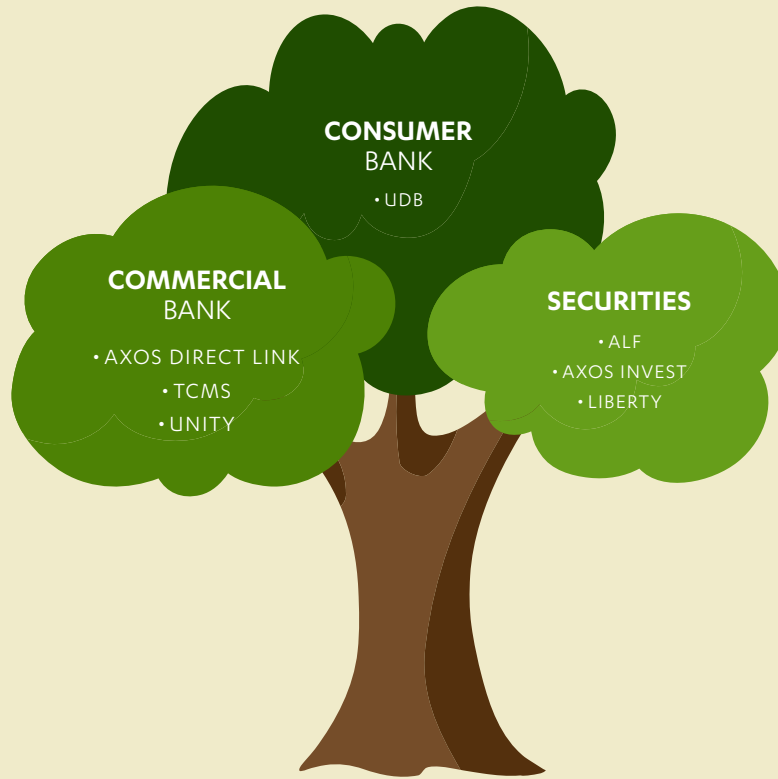 CONSUMER
BANK
• UDB
COMMERCIAL
BANK
• AXOS DIRECT LINK
• TCMS
• UNITY
SECURITIES
• ALF
• AXOS INVEST
• LIBERTY